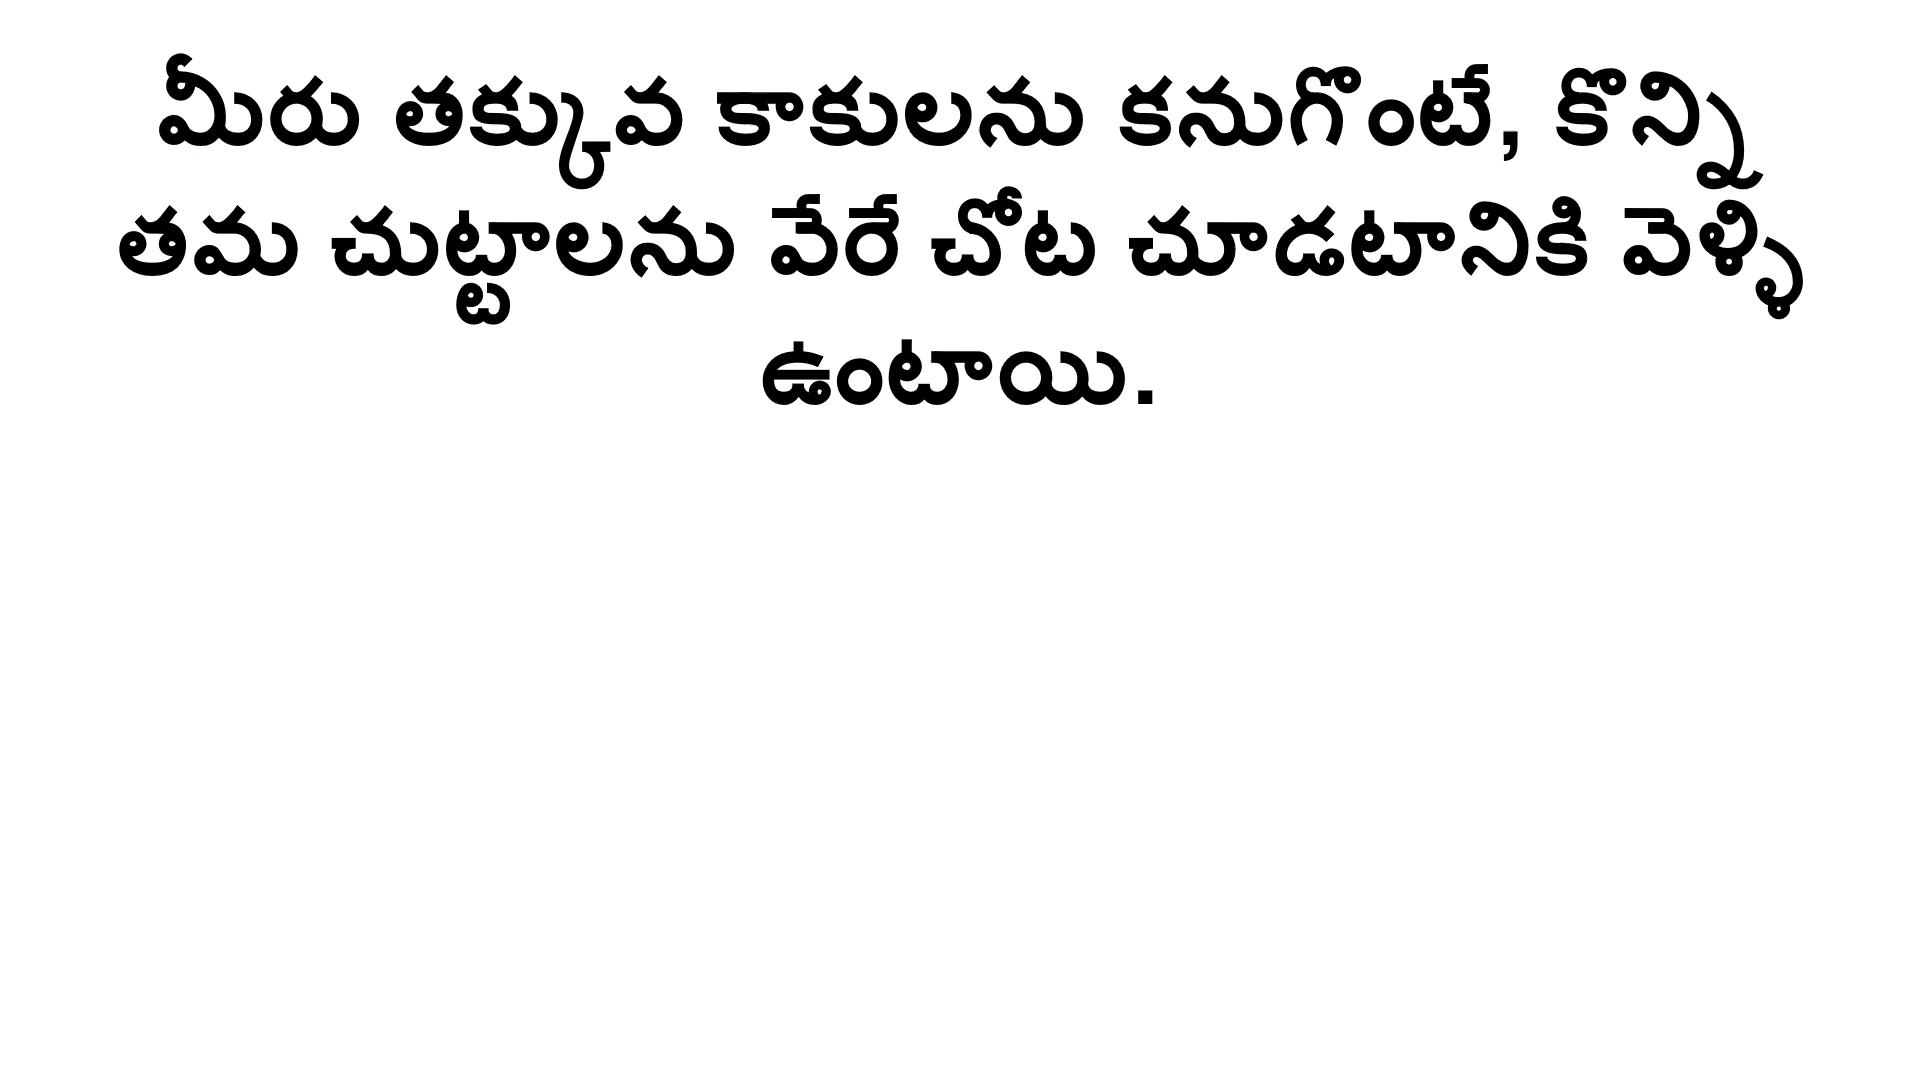 మీరు తక్కువ కాకులను కనుగొంటే, కొన్ని
తమ చుట్టాలను వేరే చోట చూడటానికి వెళ్ళి
ఉంటాయి.